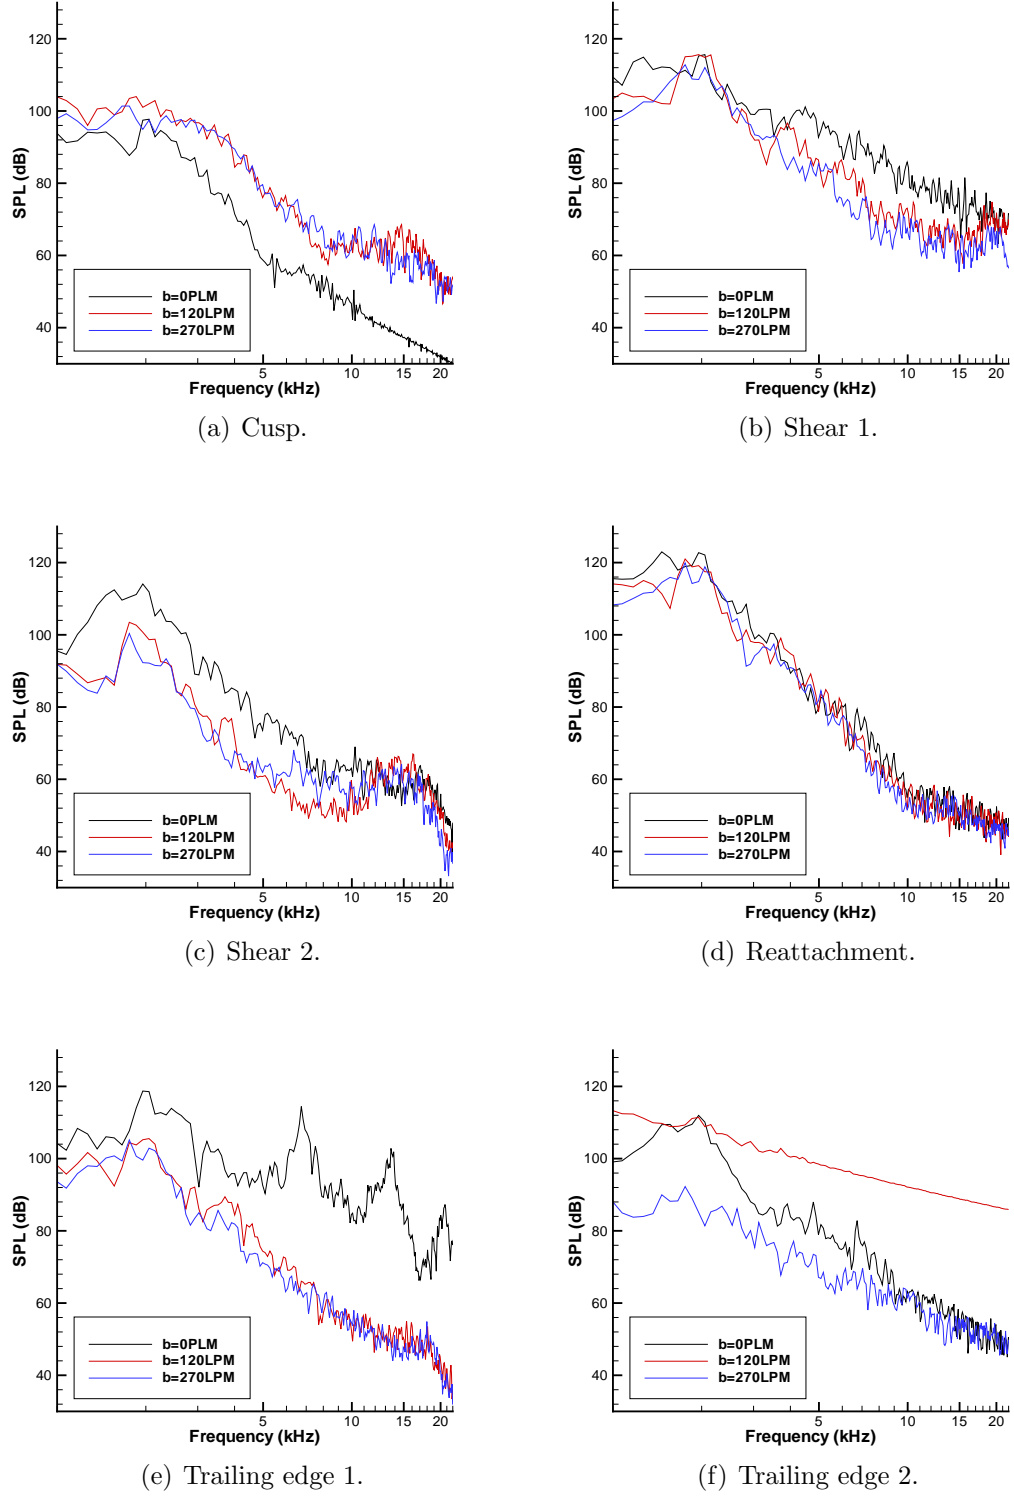 120
100
80
60
40
SPL (dB)
b=0PLM
b=120LPM
b=270LPM
5 10 15 20
Frequency (kHz)
(a) Cusp.
120
100
80
60
40
SPL (dB)
b=0PLM
b=120LPM
b=270LPM
5 10 15 20
Frequency (kHz)
(b) Shear 1.
120
100
80
60
40
SPL (dB)
b=0PLM
b=120LPM
b=270LPM
5 10 15 20
Frequency (kHz)
(c) Shear 2.
120
100
80
60
40
SPL (dB)
b=0PLM
b=120LPM
b=270LPM
5 10 15 20
Frequency (kHz)
(d) Reattachment.
120
100
80
60
40
SPL (dB)
b=0PLM
b=120LPM
b=270LPM
5 10 15 20
Frequency (kHz)
(e) Trailing edge 1.
120
100
80
60
40
SPL (dB)
b=0PLM
b=120LPM
b=270LPM
5 10 15 20
Frequency (kHz)
(f) Trailing edge 2.